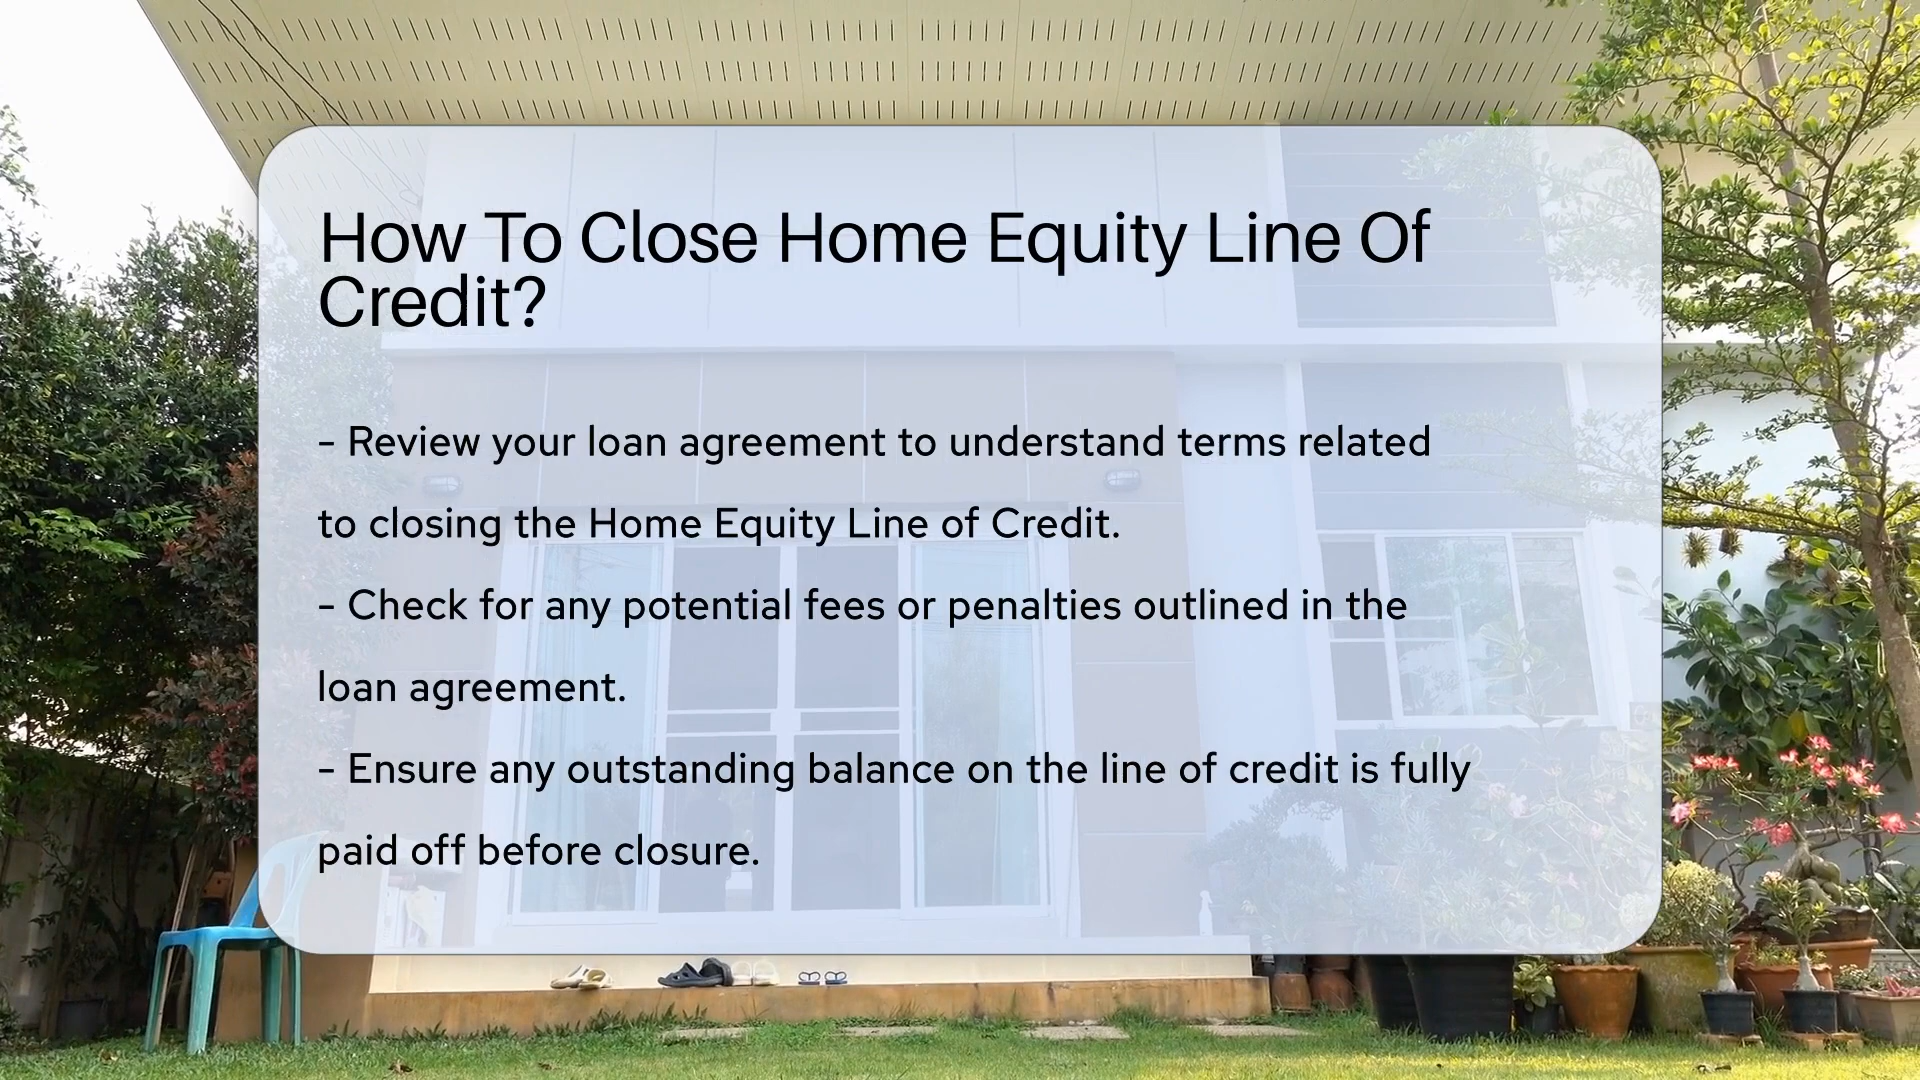 How To Close Home Equity Line Of
Credit?
- Review your loan agreement to understand terms related
to closing the Home Equity Line of Credit.
- Check for any potential fees or penalties outlined in the
loan agreement.
- Ensure any outstanding balance on the line of credit is fully
paid off before closure.